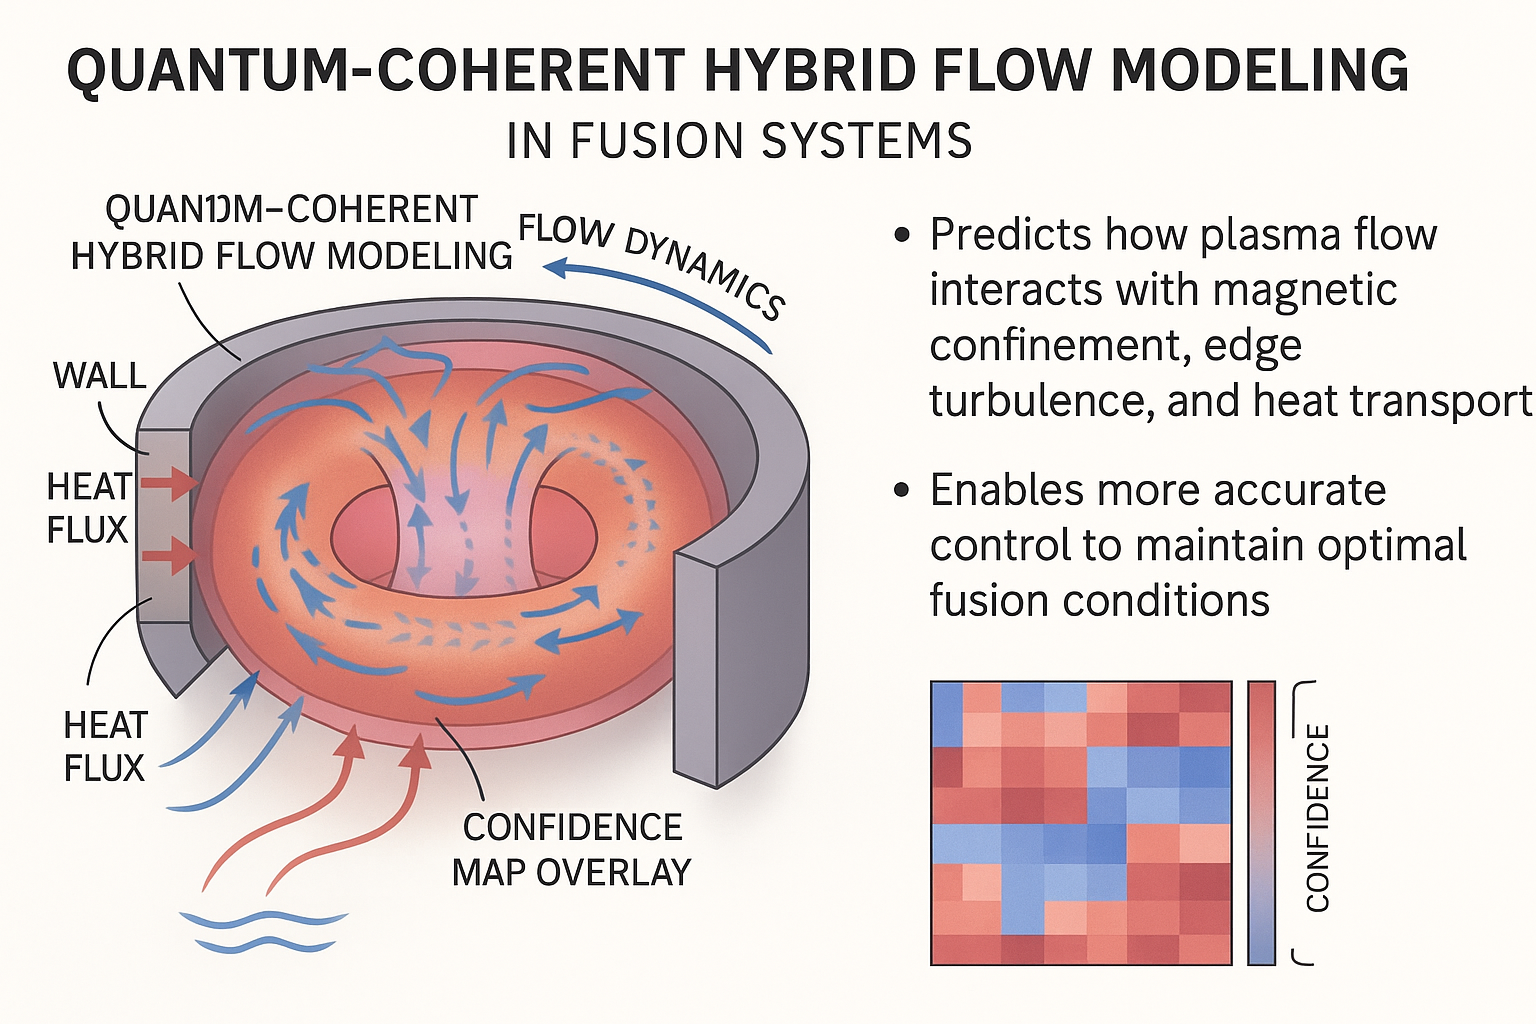 QUANTUM-COHERENT HYBRID FLOW MODELING
IN FUSION SYSTEMS
-COHERENT
HYBRID FLOW MODELING
FLOW DYNAMICS
WALL
HEAT
FLUX
HEAT
FLUX
CONFIDENCE
MAP OVERLAY
• Predicts how plasma flow
interacts with magnetic
confinement, edge
turbulence, and heat transport
• Enables more accurate
control to maintain optimal
fusion conditions
CONFIDENCE